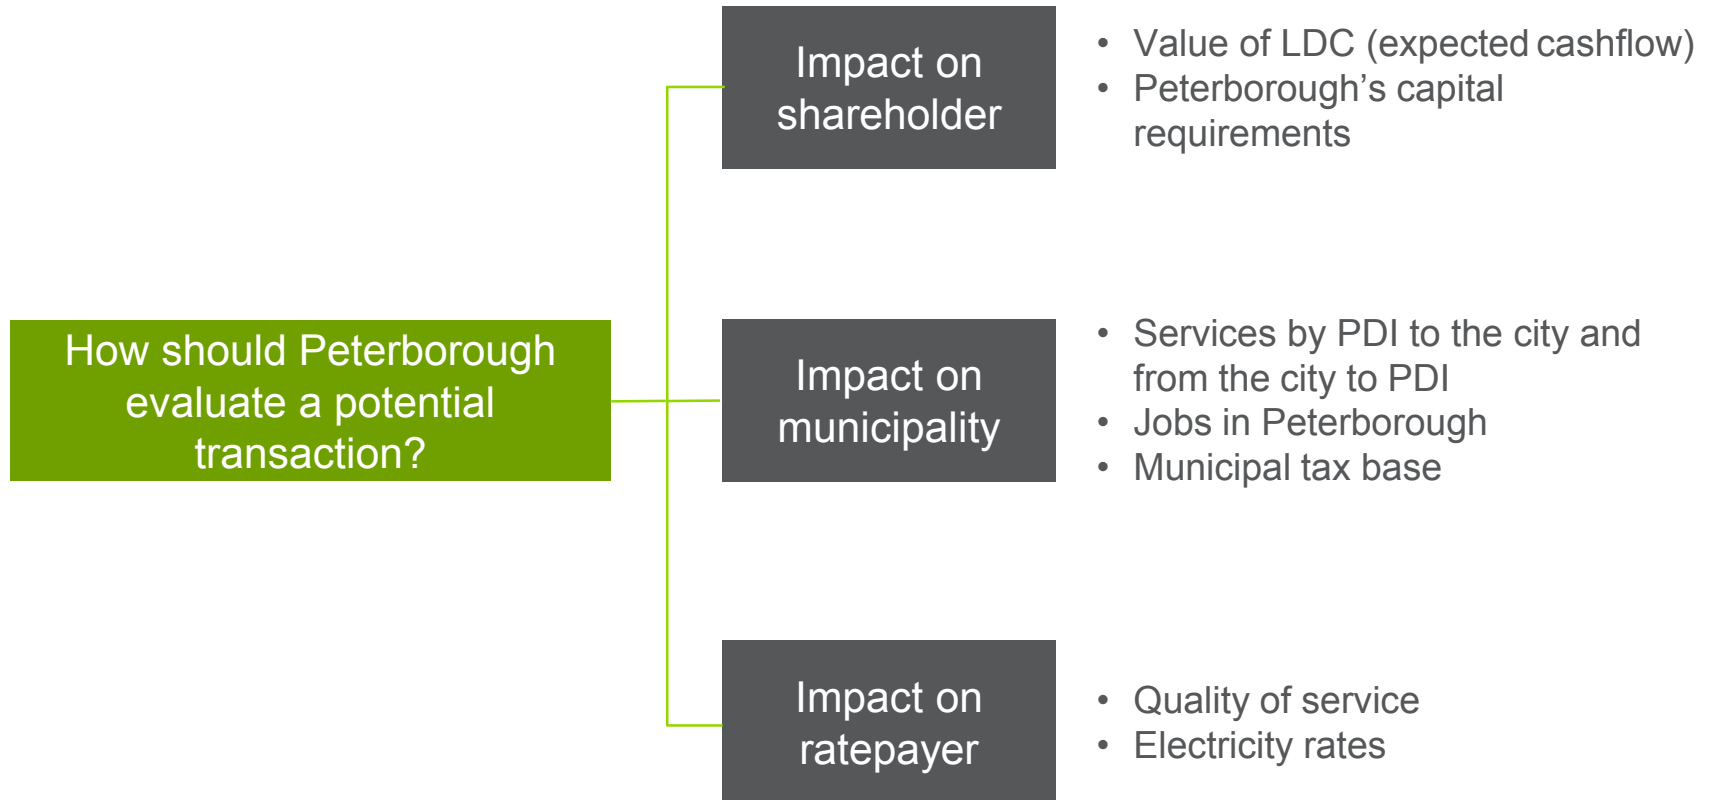 How should Peterborough
evaluate a potential
transaction?
Impact on
shareholder
• Value of LDC (expected cashflow)
• Peterborough’s capital
requirements
Impact on
municipality
• Services by PDI to the city and
from the city to PDI
• Jobs in Peterborough
• Municipal tax base
Impact on
ratepayer
• Quality of service
• Electricity rates